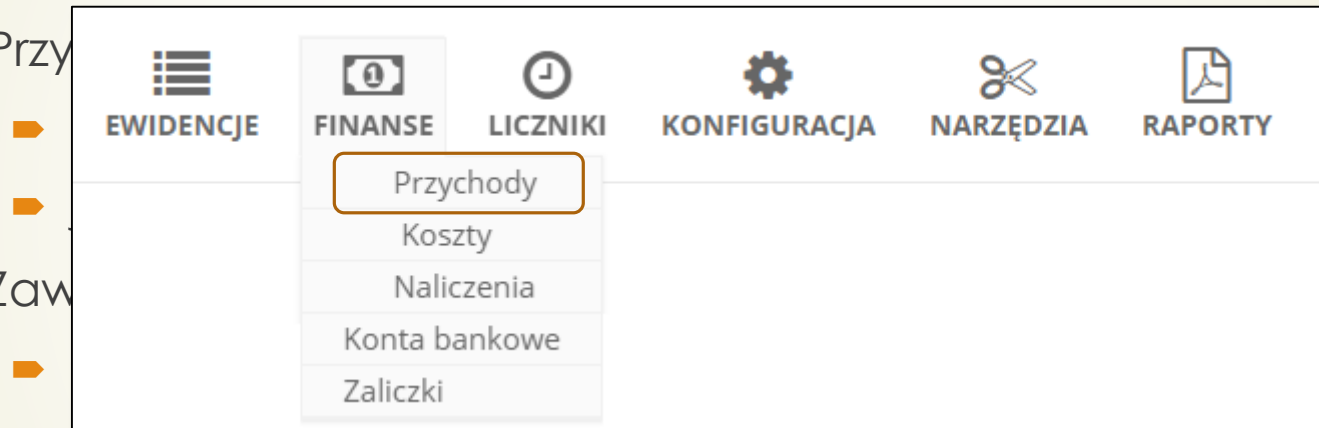 Przy
EWIDENCJE FINANSE LICZNIKI KONFIGURACJA NARZĘDZIA RAPORTY
Przychody
Koszty
Zaw
Naliczenia
Konta bankowe
Zaliczki